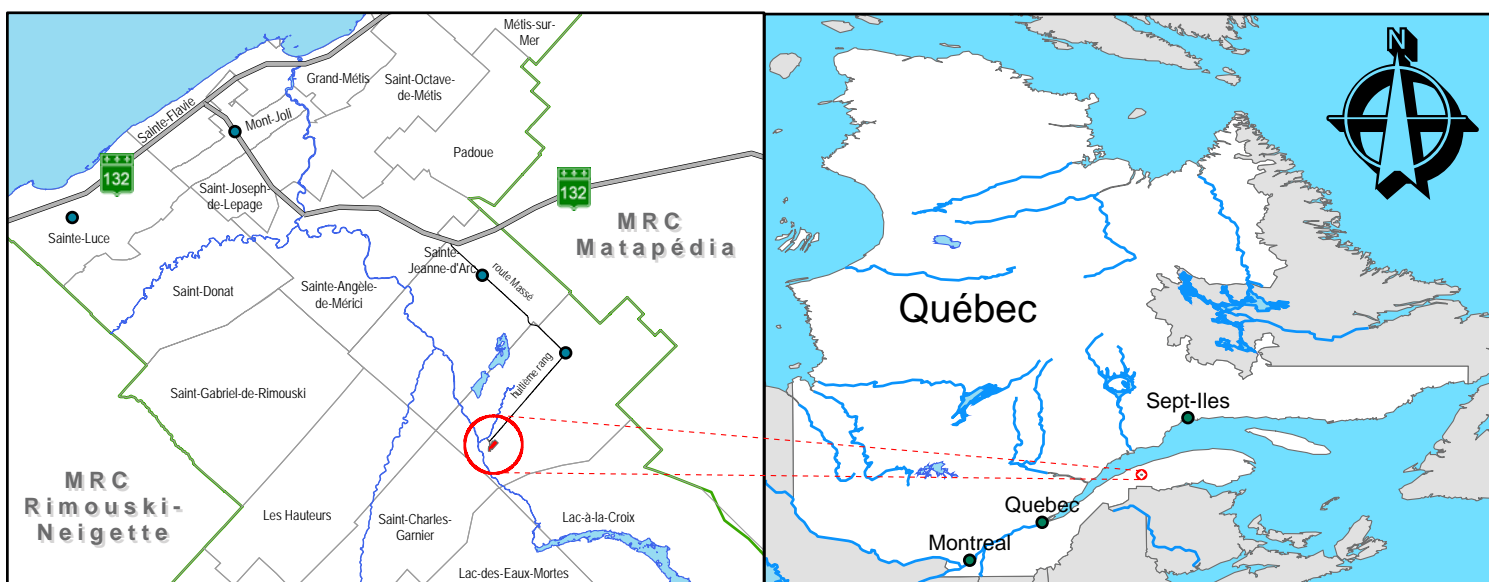 Métis-sur-
Mer
Grand-Métis
Saint-Octave-
de-Métis
Sainte-Flavie
Mont-Joli
Padoue
132
132
Saint-Joseph-
de-Lepage
MRC
Matapédia
Sainte-Luce
Sainte-
Jeanne-d'Arc
route Massé
Saint-Donat
Sainte-Angèle-
de-Mérici
huitième rang
Saint-Gabriel-de-Rimouski
MRC
Rimouski-
Neigette
Les Hauteurs
Saint-Charles-
Garnier
Lac-à-la-Croix
Lac-des-Eaux-Mortes
N
Québec
Sept-Iles
Quebec
Montreal